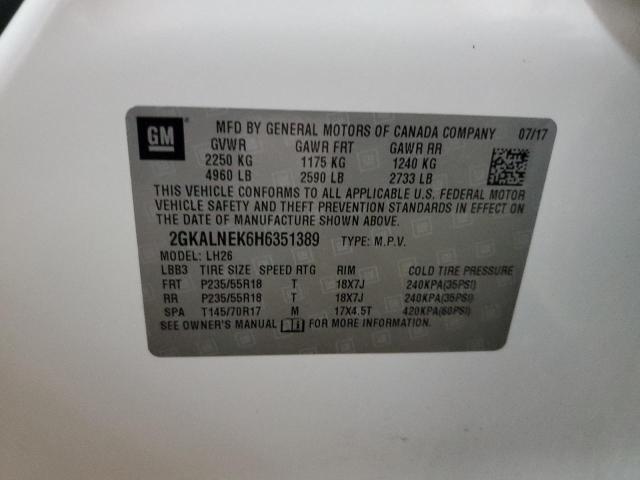 GM MFD BY GENERAL MOTORS OF CANADA COMPANY 07/17
GVWR GAWR FRT GAWR RR
2250 KG 1175 KG 1240 KG
4960 LB 2590 LB 2733 LB
THIS VEHICLE CONFORMS TO ALL APPLICABLE U.S. FEDERAL MOTOR
VEHICLE SAFETY AND THEFT PREVENTION STANDARDS IN EFFECT ON
THE DATE OF MANUFACTURE SHOWN ABOVE.
2GKALNEK6H6351389 TYPE: M.P.V.
MODEL: LH26
LBB3 TIRE SIZE SPEED RTG RIM COLD TIRE PRESSURE
FRT P235/55R18 T 18X7J 240KPA(35PSI)
RR P235/55R18 T 18X7J 240KPA(35PSI)
SPA T145/70R17 M 17X4.5T 420KPA(60PSI)
SEE OWNER'S MANUAL FOR MORE INFORMATION.